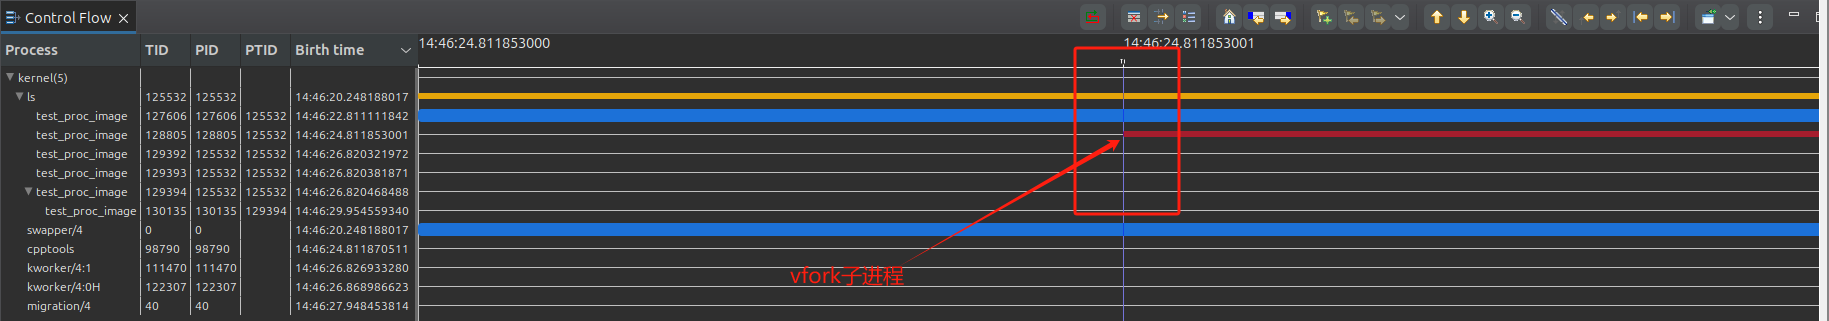 Control Flow
Process TID PID PTID Birth time 14:46:24.811853000 14:46:24.811853001
kernel(5)
ls 125532 125532 14:46:20.248188017
test_proc_image 127606 127606 125532 14:46:22.811111842
test_proc_image 128805 128805 125532 14:46:24.811853001
test_proc_image 129392 125532 125532 14:46:26.820321972
test_proc_image 129393 125532 125532 14:46:26.820381871
test_proc_image 129394 125532 125532 14:46:26.820468488
test_proc_image 130135 130135 129394 14:46:29.954559340
swapper/4 0 0 14:46:20.248188017
cpptools 98790 98790 14:46:24.811870511
vfork子进程
kworker/4:1 111470 111470 14:46:26.826933280
kworker/4:0H 122307 122307 14:46:26.868986623
migration/4 40 40 14:46:27.948453814